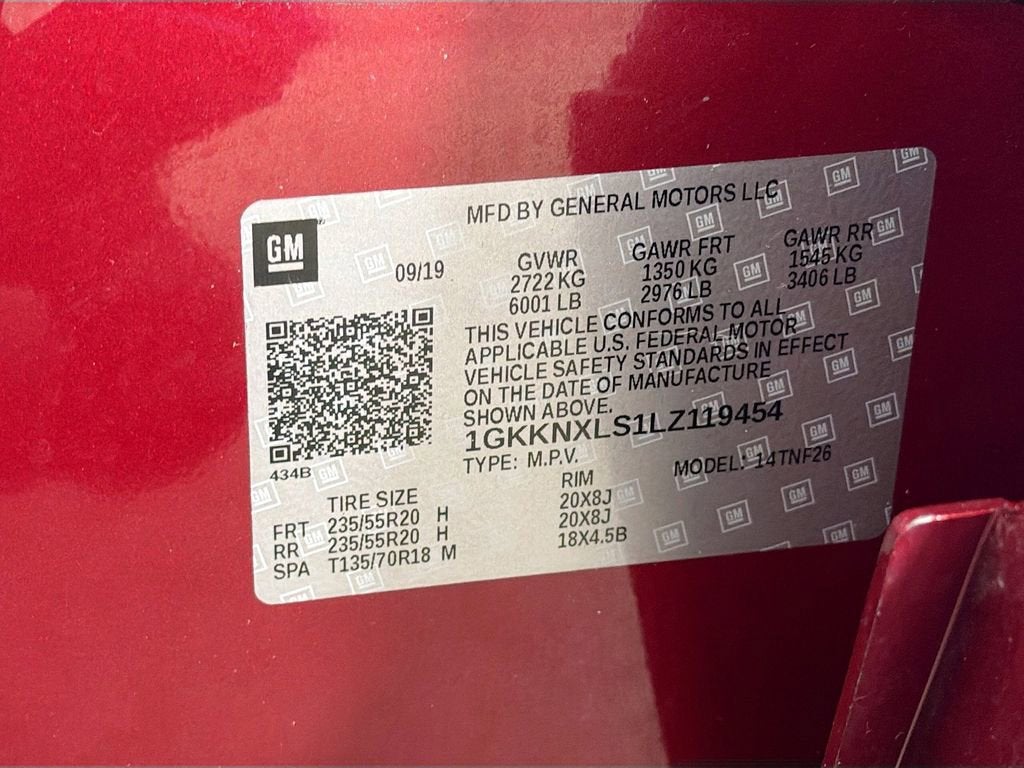 GM
MFD BY GENERAL MOTORS LLC
09/19
GVWR GAWR FRT GAWR RR
2722 KG 1350 KG 1545 KG
6001 LB 2976 LB 3406 LB
THIS VEHICLE CONFORMS TO ALL
APPLICABLE U.S. FEDERAL MOTOR
VEHICLE SAFETY STANDARDS IN EFFECT
ON THE DATE OF MANUFACTURE
SHOWN ABOVE.
1GKKNXLS1LZ119454
434B
TYPE: M.P.V. MODEL: 14TNF26
TIRE SIZE RIM
FRT 235/55R20 H 20X8J
RR 235/55R20 H 20X8J
SPA T135/70R18 M 18X4.5B